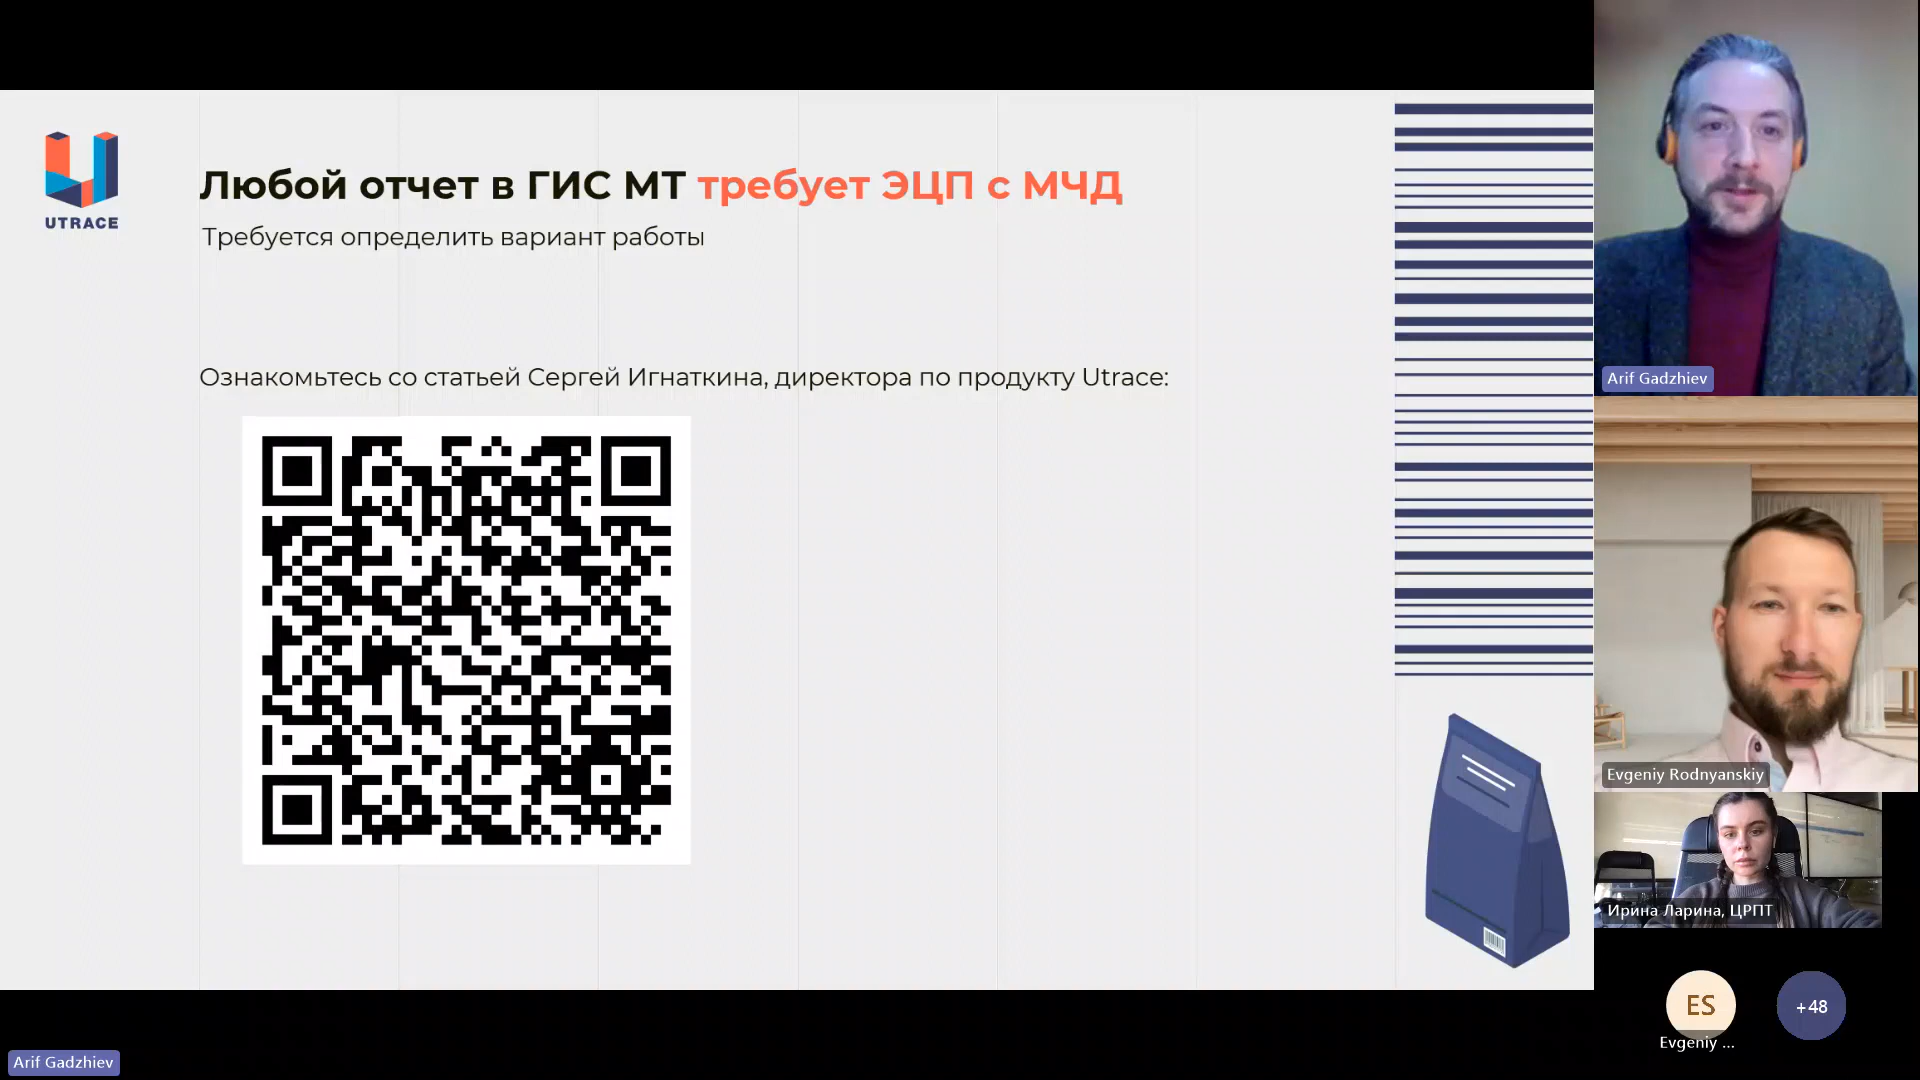 UTRACE
Любой отчет в ГИС МТ требует ЭЦП с МЧД
Требуется определить вариант работы
Ознакомьтесь со статьей Сергей Игнаткина, директора по продукту Utrace:
Arif Gadzhiev
Evgeniy Rodnyanskiy
Ирина Ларина, ЦРПТ
ES
+48
Evgeniy ...
Arif Gadzhiev